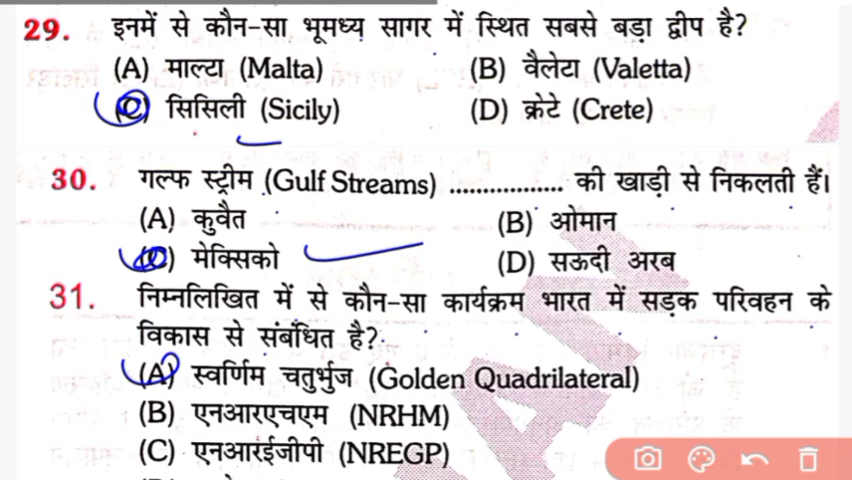 29. इनमें से कौन-सा भूमध्य सागर में स्थित सबसे बड़ा द्वीप है?
(A) माल्टा (Malta) (B) वैलेटा (Valetta)
(C) सिसिली (Sicily) (D) क्रेटे (Crete)
30. गल्फ स्ट्रीम (Gulf Streams) .................. की खाड़ी से निकलती हैं।
(A) कुवैत (B) ओमान
(C) मेक्सिको (D) सऊदी अरब
31. निम्नलिखित में से कौन-सा कार्यक्रम भारत में सड़क परिवहन के
विकास से संबंधित है?
(A) स्वर्णिम चतुर्भुज (Golden Quadrilateral)
(B) एनआरएचएम (NRHM)
(C) एनआरईजीपी (NREGP)